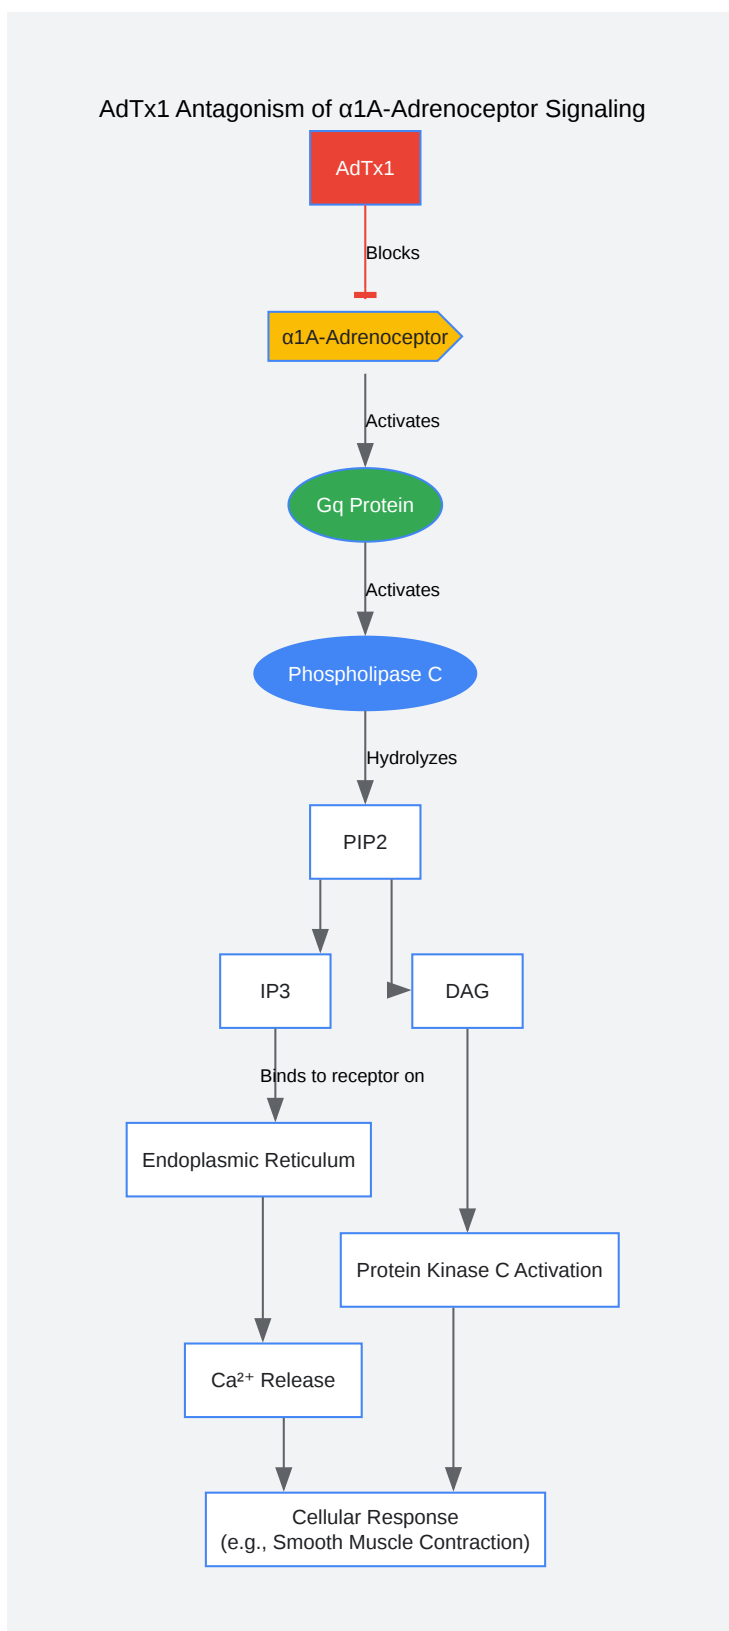 AdTx1 Antagonism of α1A-Adrenoceptor Signaling
AdTx1
Blocks
α1A-Adrenoceptor
Activates
Gq Protein
Activates
Phospholipase C
Hydrolyzes
PIP2
IP3
DAG
Binds to receptor on
Endoplasmic Reticulum
Protein Kinase C Activation
Ca²⁺ Release
Cellular Response
(e.g., Smooth Muscle Contraction)